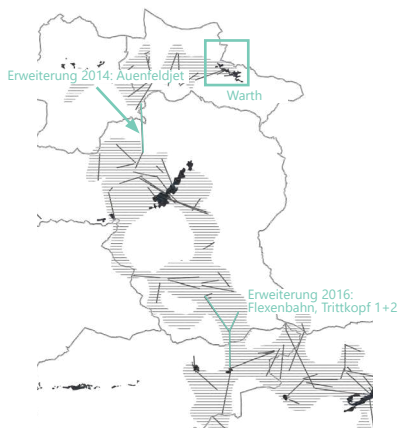 Erweiterung 2014: Auenfeldjet
Warth
Erweiterung 2016:
Flexenbahn, Trittkopf 1+2